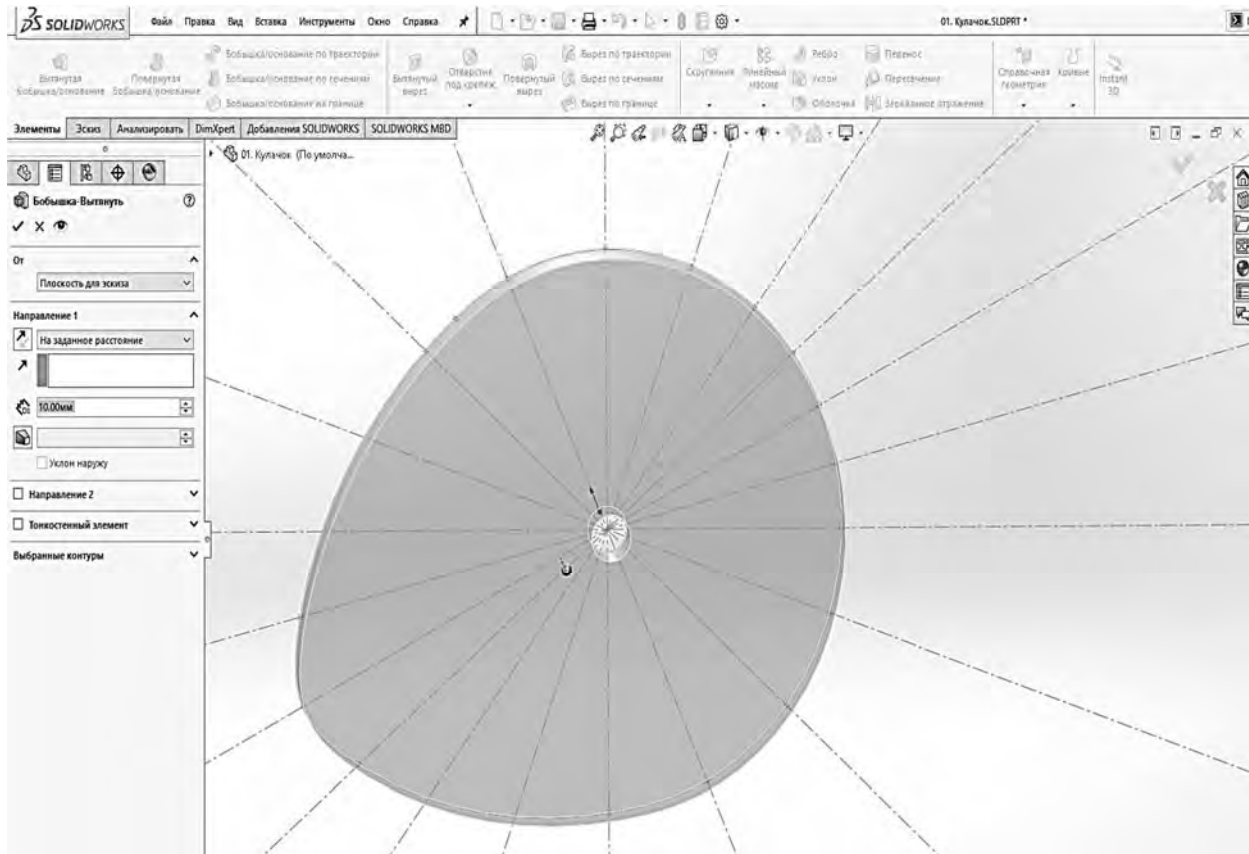 SOLIDWORKS Файл Правка Вид Вставка Инструменты Окно Справка 01. Кулачок.SLDPRT *
Вытянутая бобышка/основание
Повернутая бобышка/основание
Бобышка/основание по траектории
Бобышка/основание по сечениям
Бобышка/основание на границе
Вытянутый вырез
Отверстие под крепеж.
Повернутый вырез
Вырез по траектории
Вырез по сечениям
Вырез по границе
Скругления
Линейный массив
Ребро
Уклон
Оболочка
Перенос
Пересечение
Зеркальное отражение
Справочная геометрия
Кривые
Instant 3D
Элементы Эскиз Анализировать DimXpert Добавления SOLIDWORKS SOLIDWORKS MBD
01. Кулачок (По умолча...
Бобышка-Вытянуть
От
Плоскость для эскиза
Направление 1
На заданное расстояние
D1
10.00мм
Уклон наружу
Направление 2
Тонкостенный элемент
Выбранные контуры